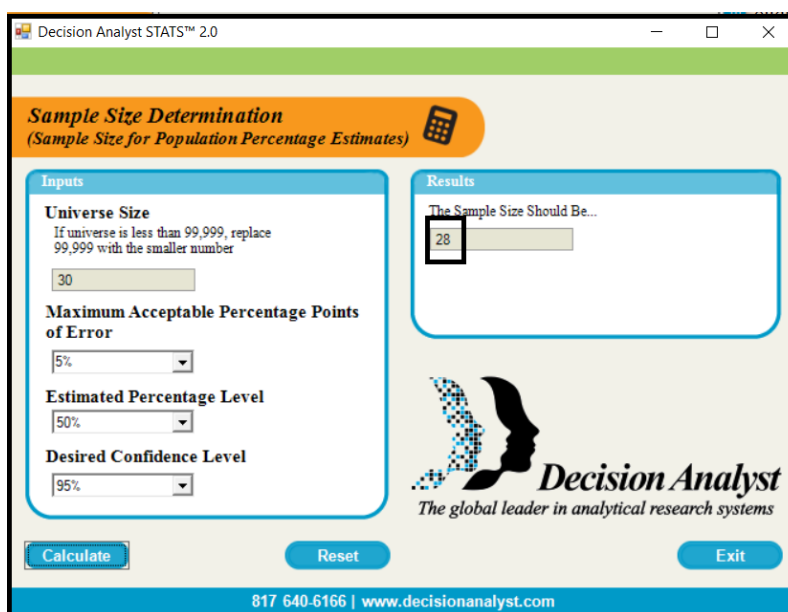 Decision Analyst STATS™ 2.0
Sample Size Determination
(Sample Size for Population Percentage Estimates)
Inputs
Universe Size
If universe is less than 99,999, replace
99,999 with the smaller number
30
Maximum Acceptable Percentage Points
of Error
5%
Estimated Percentage Level
50%
Desired Confidence Level
95%
Results
The Sample Size Should Be...
28
Decision Analyst
The global leader in analytical research systems
Calculate
Reset
Exit
817 640-6166 | www.decisionanalyst.com